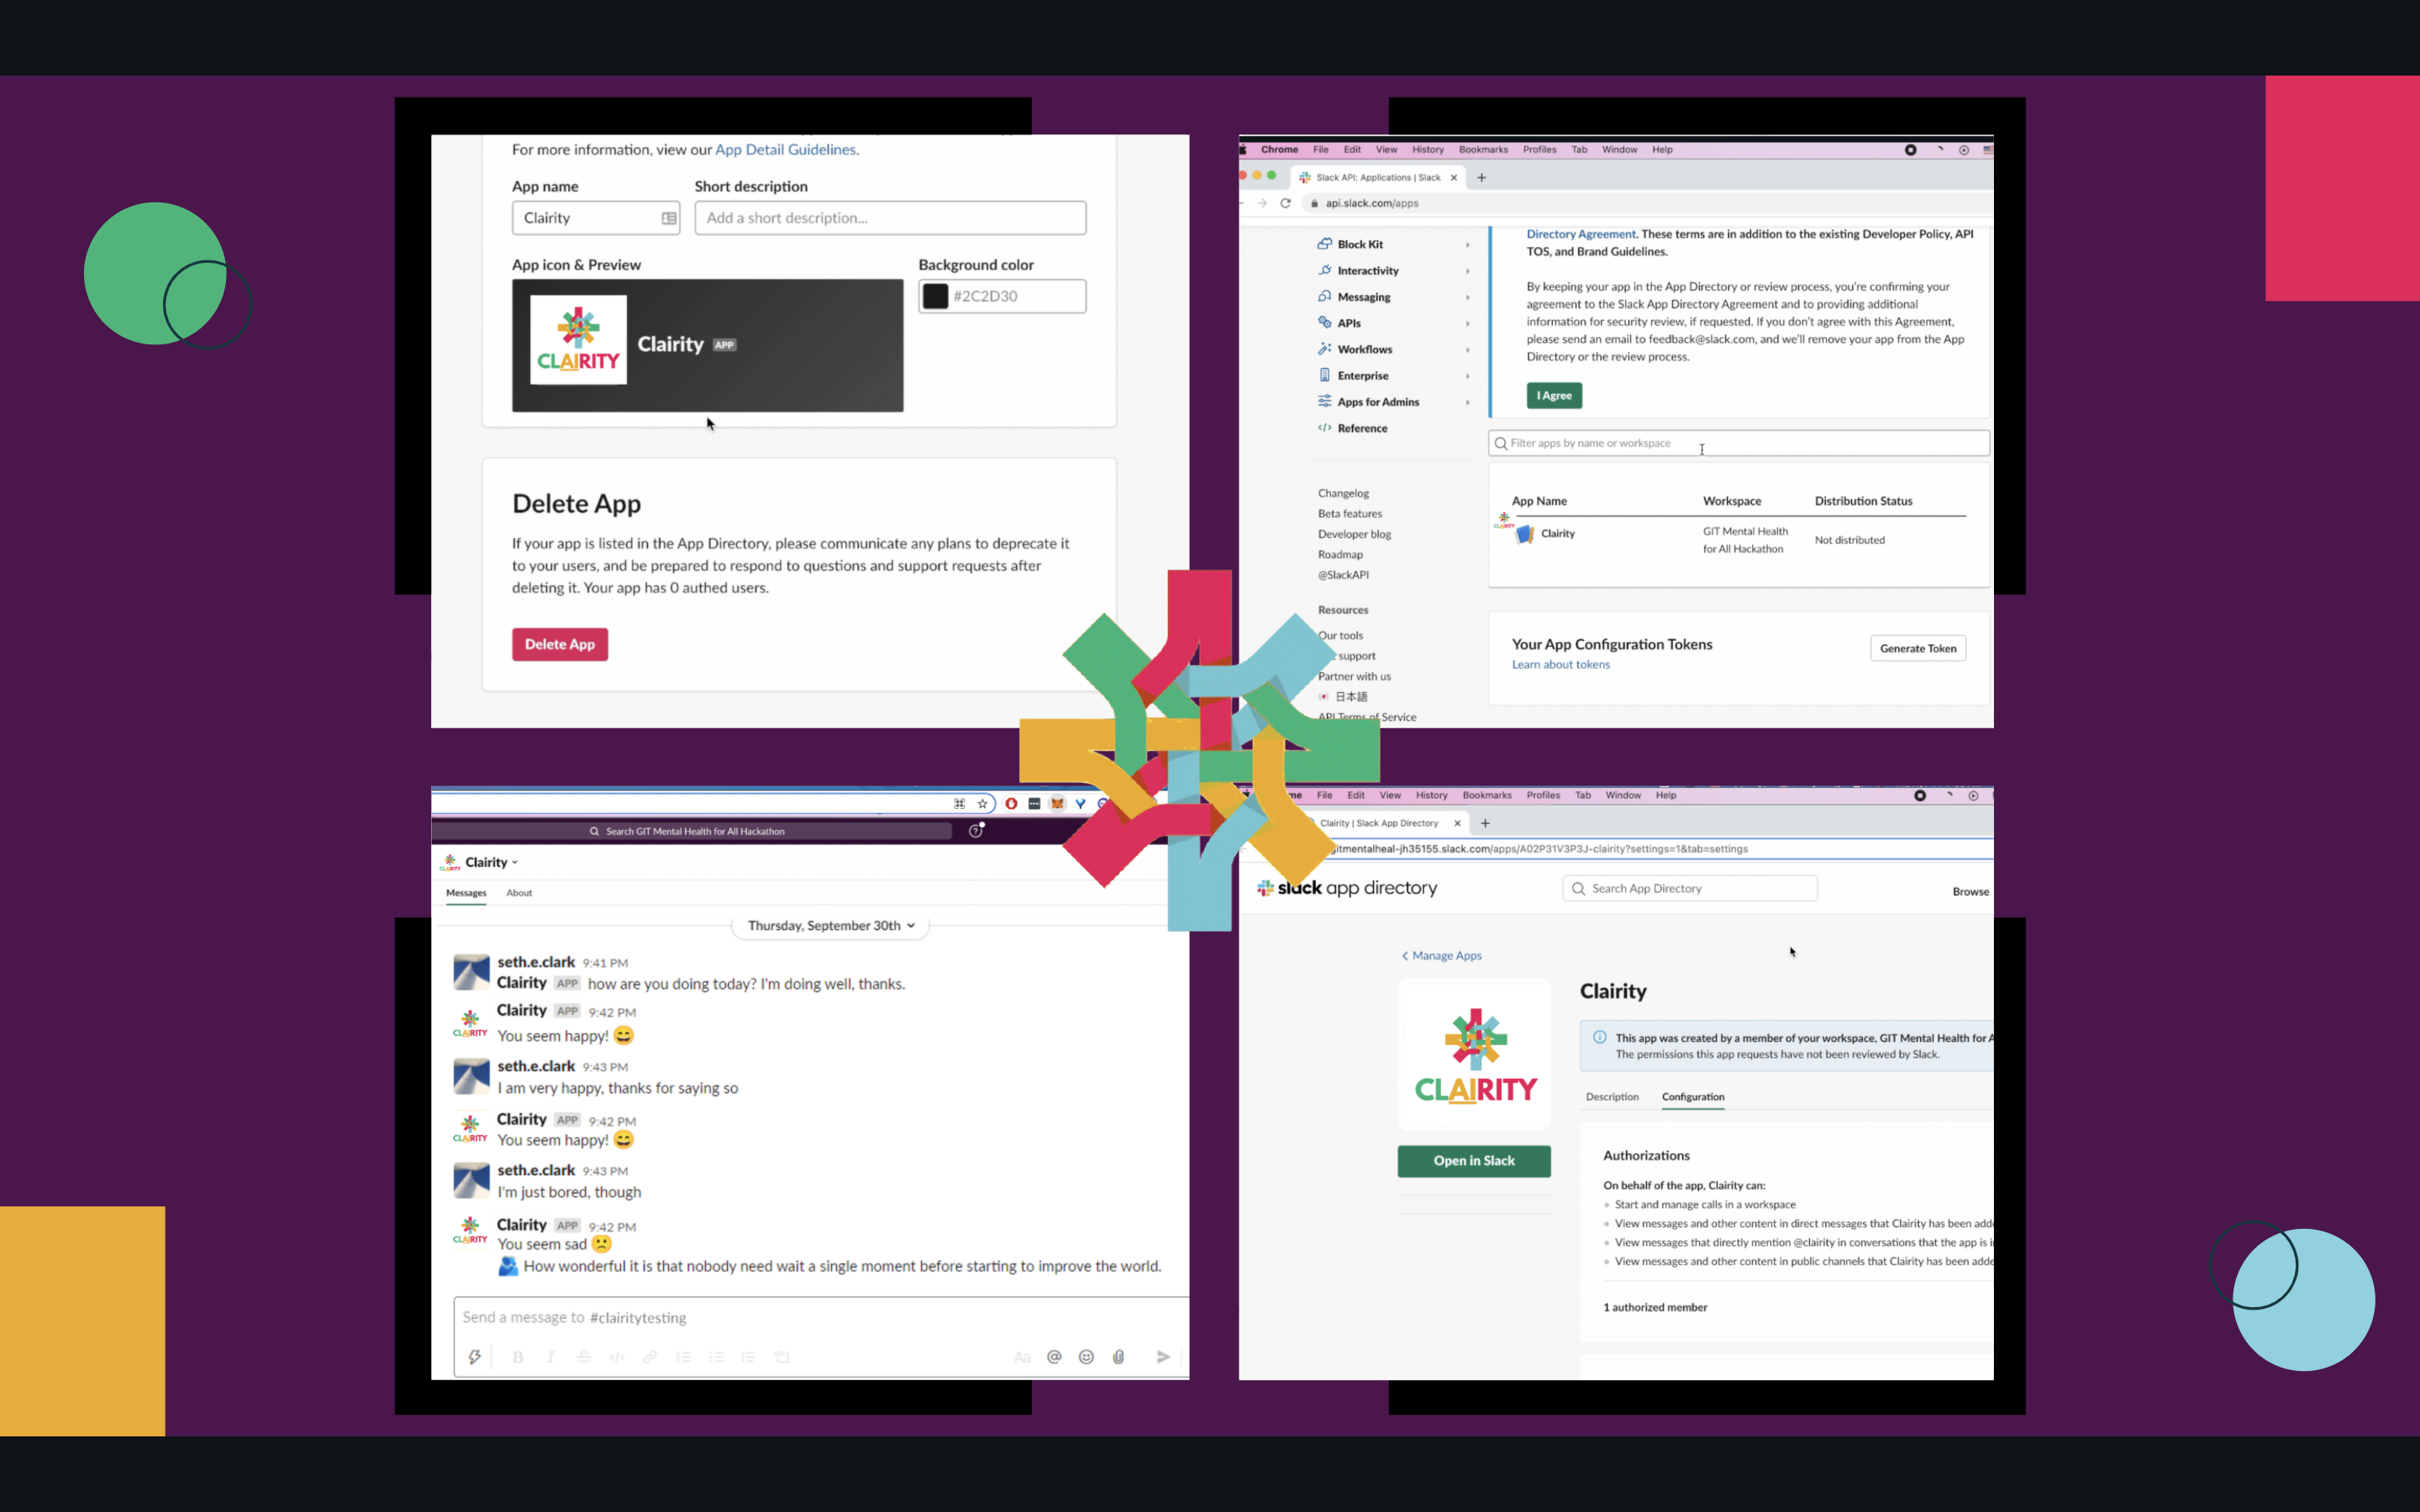 For more information, view our App Detail Guidelines.
App name
Short description
Clairity
Add a short description...
App icon & Preview
Background color
#2C2D30
CLAIRITY
Clairity APP
Delete App
If your app is listed in the App Directory, please communicate any plans to deprecate it
to your users, and be prepared to respond to questions and support requests after
deleting it. Your app has 0 authed users.
Delete App
Chrome File Edit View History Bookmarks Profiles Tab Window Help
Slack API: Applications | Slack
api.slack.com/apps
Block Kit
Interactivity
Messaging
APIs
Workflows
Enterprise
Apps for Admins
Reference
Changelog
Beta features
Developer blog
Roadmap
@SlackAPI
Resources
Our tools
support
Partner with us
日本語
API Terms of Service
Directory Agreement. These terms are in addition to the existing Developer Policy, API
TOS, and Brand Guidelines.
By keeping your app in the App Directory or review process, you're confirming your
agreement to the Slack App Directory Agreement and to providing additional
information for security review, if requested. If you don't agree with this Agreement,
please send an email to feedback@slack.com, and we'll remove your app from the App
Directory or the review process.
I Agree
Filter apps by name or workspace
App Name Workspace Distribution Status
CLAIRITY
Clairity
GIT Mental Health
for All Hackathon
Not distributed
Your App Configuration Tokens
Learn about tokens
Generate Token
Search GIT Mental Health for All Hackathon
Clairity
Messages About
Thursday, September 30th
seth.e.clark 9:41 PM
Clairity APP how are you doing today? I'm doing well, thanks.
Clairity APP 9:42 PM
CLAIRITY
You seem happy!
seth.e.clark 9:43 PM
I am very happy, thanks for saying so
Clairity APP 9:42 PM
CLAIRITY
You seem happy!
seth.e.clark 9:43 PM
I'm just bored, though
Clairity APP 9:42 PM
CLAIRITY
You seem sad
How wonderful it is that nobody need wait a single moment before starting to improve the world.
Send a message to #clairitytesting
File Edit View History Bookmarks Profiles Tab Window Help
Clairity | Slack App Directory
gitmentalheal-jh35155.slack.com/apps/A02P31V3P3J-clairity?settings=1&tab=settings
slack app directory
Search App Directory
Browse
Manage Apps
CLAIRITY
Open in Slack
Clairity
This app was created by a member of your workspace, GIT Mental Health for A
The permissions this app requests have not been reviewed by Slack.
Description Configuration
Authorizations
On behalf of the app, Clairity can:
Start and manage calls in a workspace
View messages and other content in direct messages that Clairity has been
View messages that directly mention @clairity in conversations that the app is
View messages and other content in public channels that Clairity has been
1 authorized member